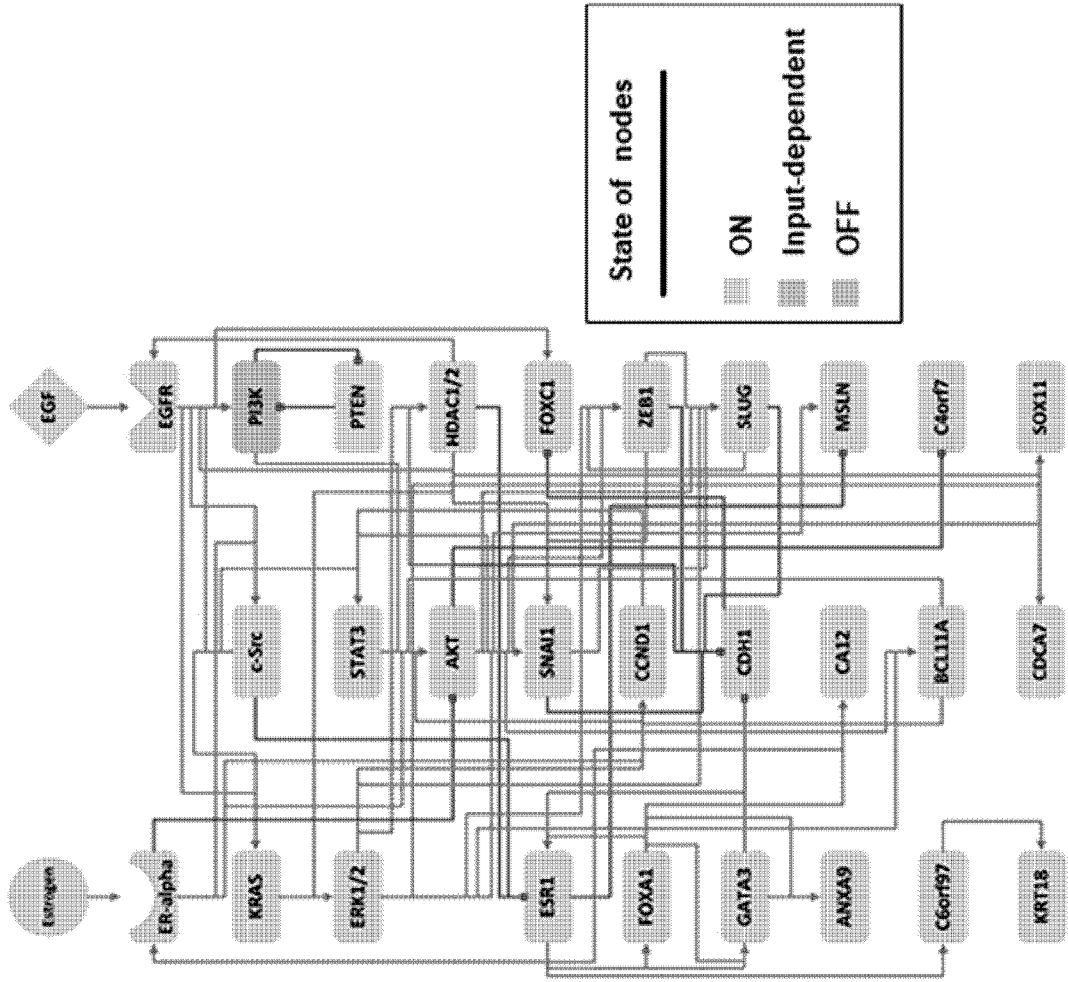 Estrogen
EGF
ER-alpha
EGFR
KRAS
c-Src
PI3K
ERK1/2
STAT3
PTEN
AKT
HDAC1/2
ESR1
SNAI1
FOXC1
FOXA1
CCND1
ZEB1
GATA3
CDH1
SLUG
ANXA9
CA12
MSLN
C6orf97
BCL11A
C4orf7
KRT18
CDCA7
SOX11
State of nodes
ON
Input-dependent
OFF